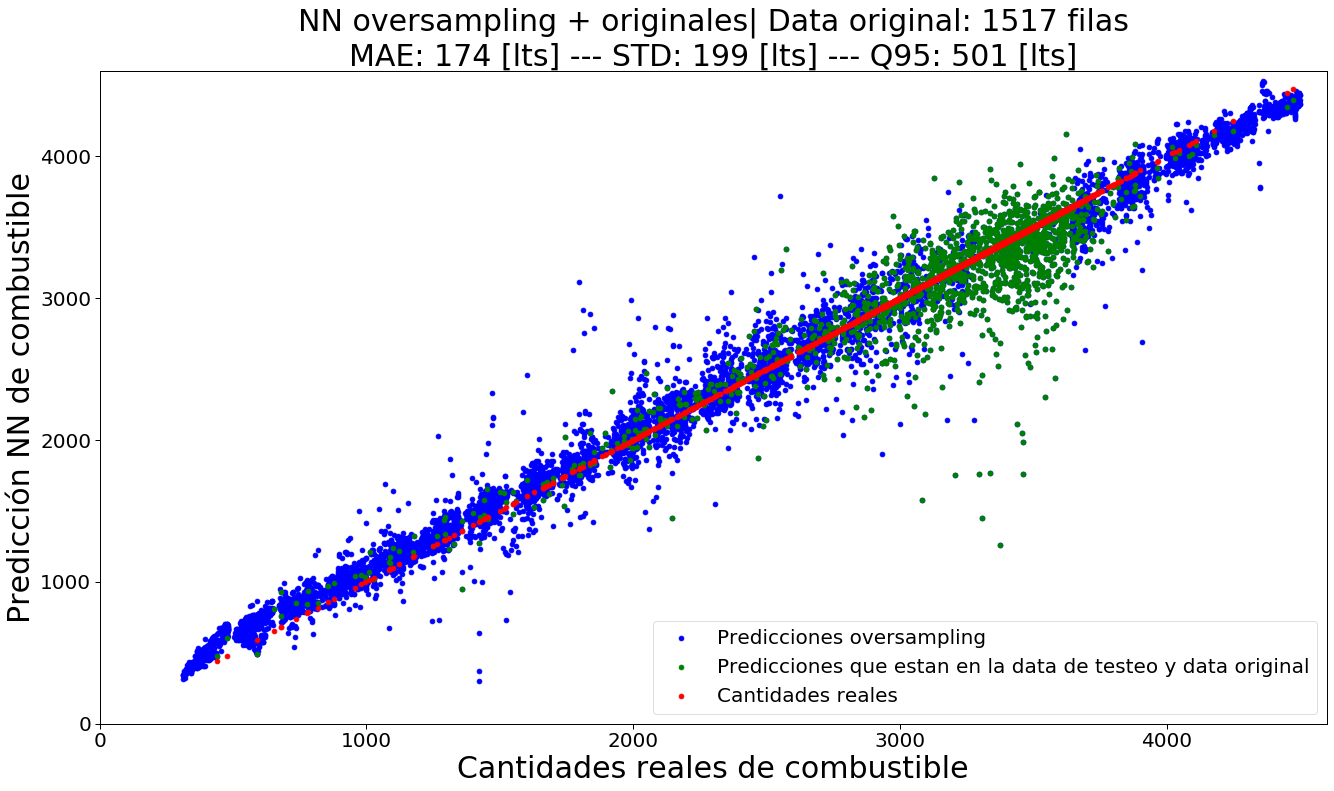 NN oversampling + originales| Data original: 1517 filas
MAE: 174 [lts] --- STD: 199 [lts] --- Q95: 501 [lts]
Predicción NN de combustible
4000
3000
2000
1000
0
Predicciones oversampling
Predicciones que estan en la data de testeo y data original
Cantidades reales
0 1000 2000 3000 4000
Cantidades reales de combustible